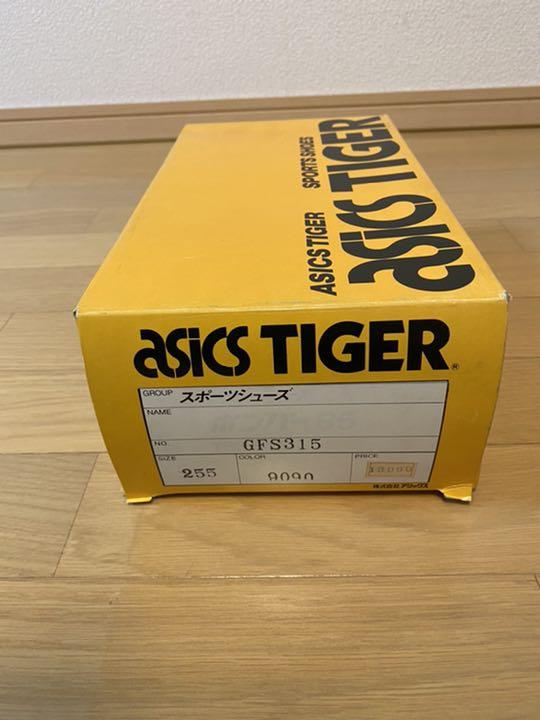 SPORTS SHOES
ASICS TIGER
asics TIGER
asics TIGER®
GROUP スポーツシューズ
NAME
NO. GFS315
SIZE 255 COLOR 9090 PRICE
株式会社アシックス